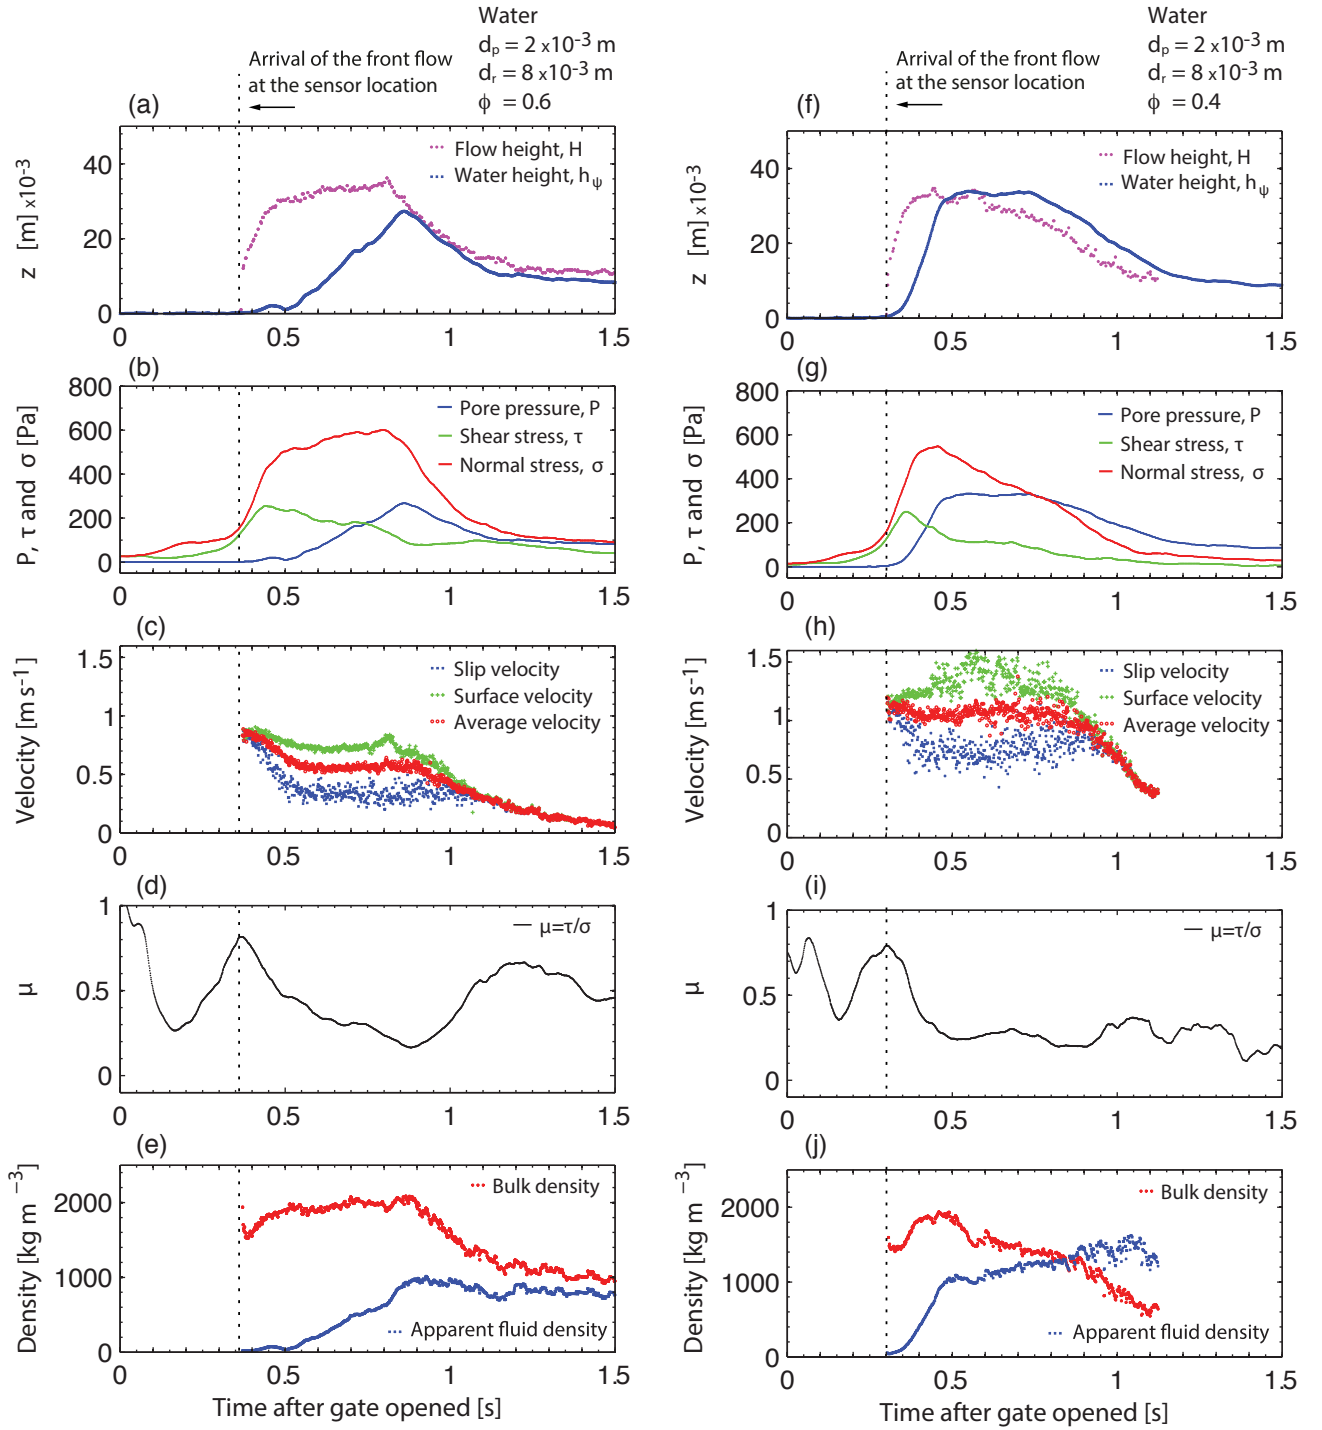 Water
d_p = 2 x10⁻³ m
d_r = 8 x10⁻³ m
ϕ = 0.6
Arrival of the front flow
at the sensor location
(a)
Flow height, H
Water height, h_ψ
z [m] x10⁻³
40
20
0
0 0.5 1 1.5
(b)
Pore pressure, P
Shear stress, τ
Normal stress, σ
P, τ and σ [Pa]
800
600
400
200
0
0 0.5 1 1.5
(c)
Slip velocity
Surface velocity
Average velocity
Velocity [m s⁻¹]
1.5
1
0.5
0
0 0.5 1 1.5
(d)
μ=τ/σ
μ
1
0.5
0
0 0.5 1 1.5
(e)
Bulk density
Apparent fluid density
Density [kg m⁻³]
2000
1000
0
0 0.5 1 1.5
Time after gate opened [s]
Water
d_p = 2 x10⁻³ m
d_r = 8 x10⁻³ m
ϕ = 0.4
Arrival of the front flow
at the sensor location
(f)
Flow height, H
Water height, h_ψ
z [m] x10⁻³
40
20
0
0 0.5 1 1.5
(g)
Pore pressure, P
Shear stress, τ
Normal stress, σ
P, τ and σ [Pa]
800
600
400
200
0
0 0.5 1 1.5
(h)
Slip velocity
Surface velocity
Average velocity
Velocity [m s⁻¹]
1.5
1
0.5
0
0 0.5 1 1.5
(i)
μ=τ/σ
μ
1
0.5
0
0 0.5 1 1.5
(j)
Bulk density
Apparent fluid density
Density [kg m⁻³]
2000
1000
0
0 0.5 1 1.5
Time after gate opened [s]